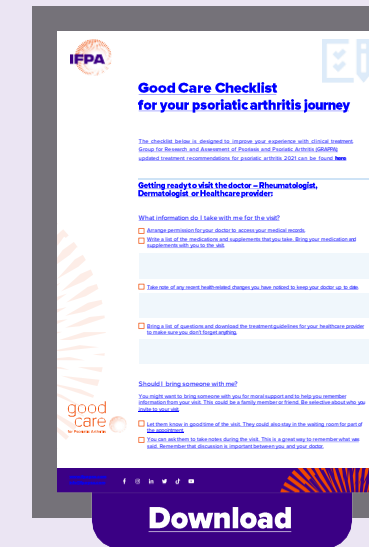 IFPA
Good Care Checklist
for your psoriatic arthritis journey
The checklist below is designed to improve your experience with clinical treatment
Group for Research and Assessment of Psoriasis and Psoriatic Arthritis (GRAPPA)
updated treatment recommendations for psoriatic arthritis 2021 can be found here.
Getting ready to visit the doctor – Rheumatologist,
Dermatologist or Healthcare provider:
What information do I take with me for the visit?
Arrange permission for your doctor to access your medical records.
Write a list of the medications and supplements that you take. Bring your medication and
supplements with you to the visit.
Take note of any recent health-related changes you have noticed to keep your doctor up to date.
Bring a list of questions and download the treatment guidelines for your healthcare provider
to make sure you don't forget anything.
Should I bring someone with me?
You might want to bring someone with you for moral support and to help you remember
information from your visit. This could be a family member or friend. Be selective about who you
invite to your visit.
Let them know in good time of the visit. They could also stay in the waiting room for part of
the appointment.
You can ask them to take notes during the visit. This is a great way to remember what was
said. Remember that discussion is important between you and your doctor.
good
care
for Psoriatic Arthritis
Download